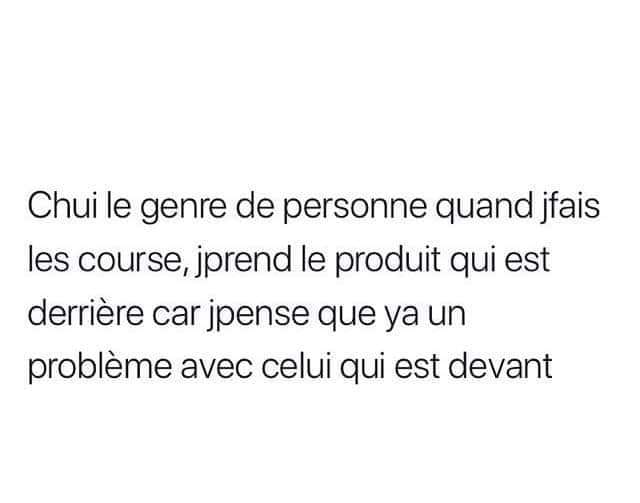 Chui le genre de personne quand jfais
les course, jprend le produit qui est
derrière car jpense que ya un
problème avec celui qui est devant